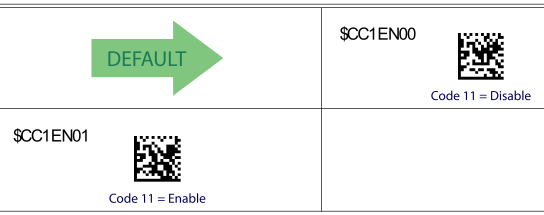 DEFAULT
$CC1EN00
Code 11 = Disable
$CC1EN01
Code 11 = Enable